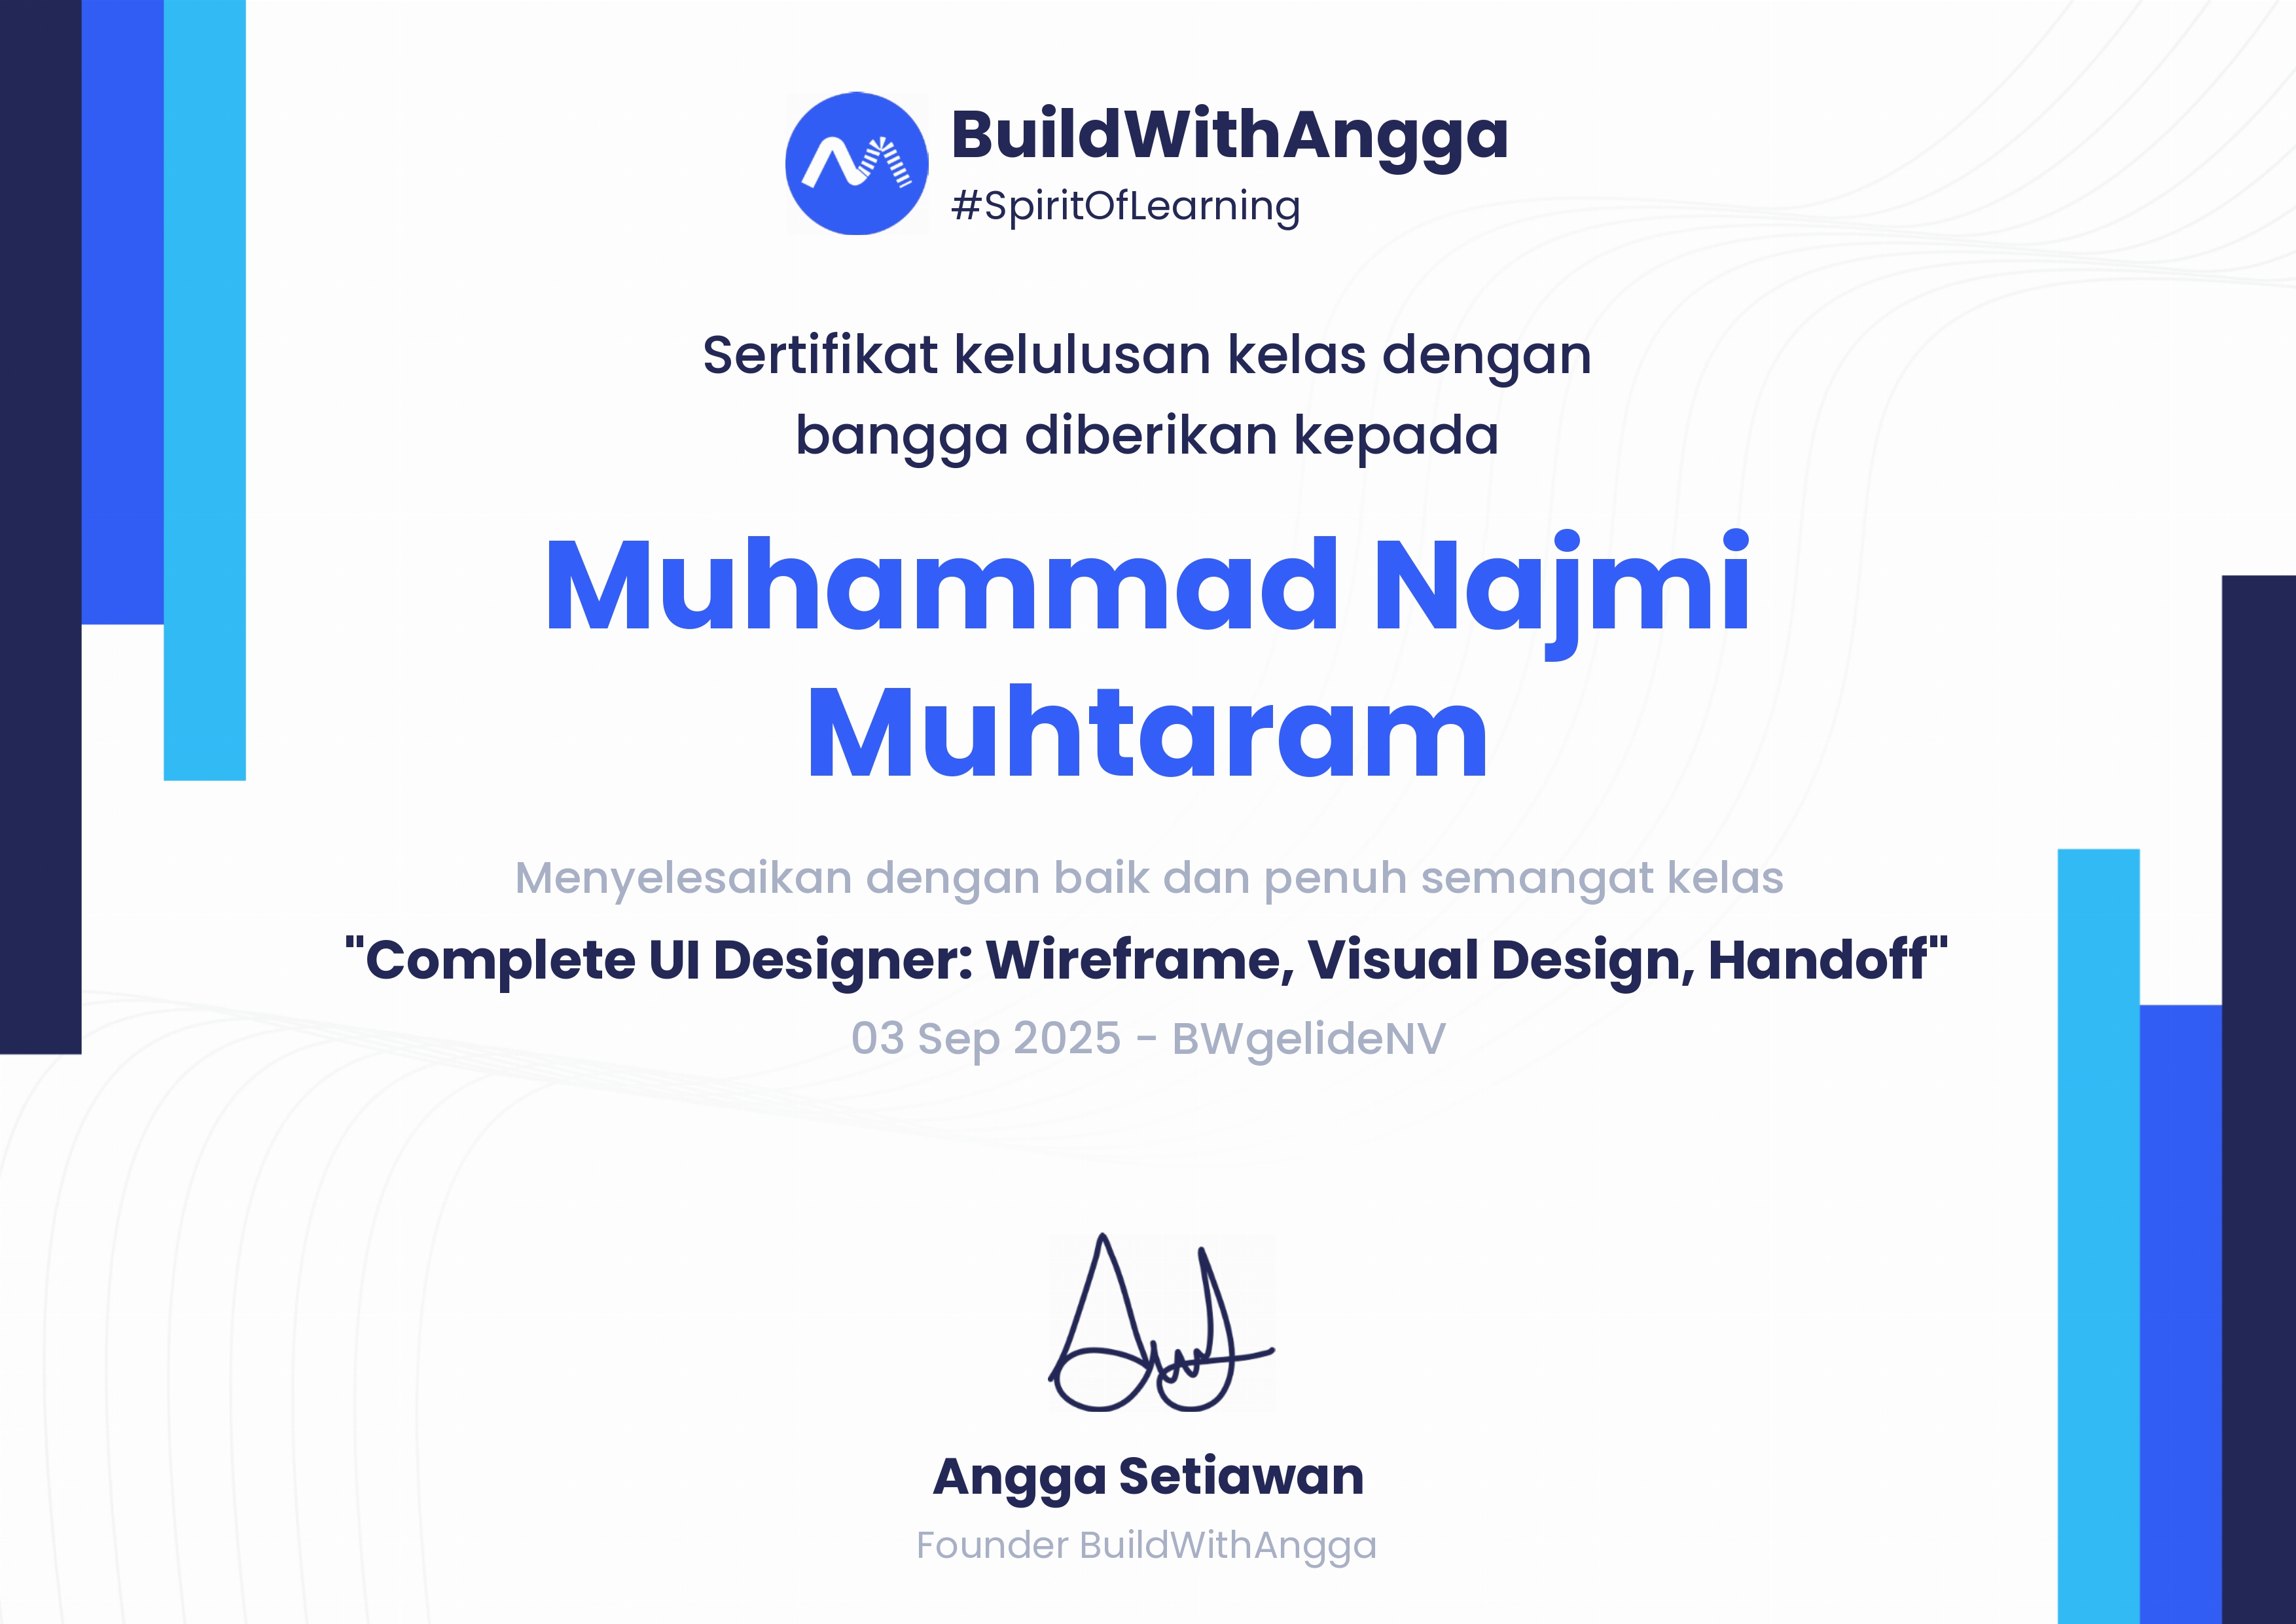 BuildWithAngga
#SpiritOfLearning
Sertifikat kelulusan kelas dengan
bangga diberikan kepada
Muhammad Najmi
Muhtaram
Menyelesaikan dengan baik dan penuh semangat kelas
"Complete UI Designer: Wireframe, Visual Design, Handoff"
03 Sep 2025 - BWgelideNV
Angga Setiawan
Founder BuildWithAngga